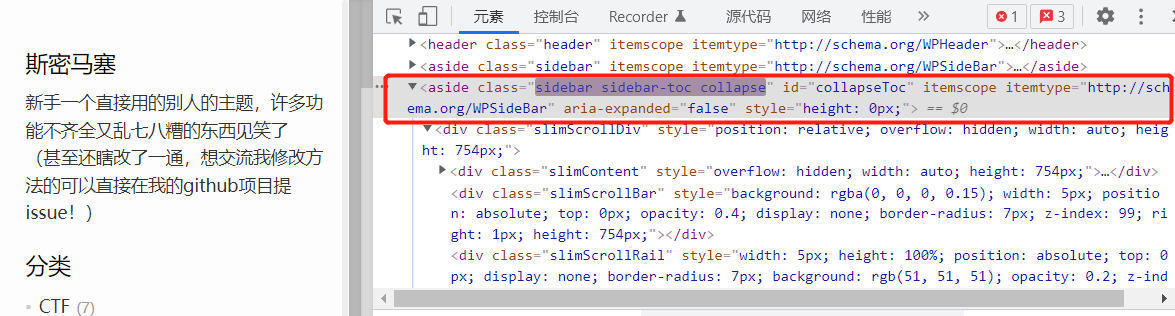 斯密马塞
新手一个直接用的别人的主题，许多功
能不齐全又乱七八糟的东西见笑了
（甚至还瞎改了一通，想交流我修改方
法的可以直接在我的github项目提
issue！）
分类
CTF (7)
元素 控制台 Recorder 源代码 网络 性能 1 3
<header class="header" itemscope itemtype="http://schema.org/WPHeader">…</header>
<aside class="sidebar" itemscope itemtype="http://schema.org/WPSideBar">…</aside>
<aside class="sidebar sidebar-toc collapse" id="collapseToc" itemscope itemtype="http://sch
ema.org/WPSideBar" aria-expanded="false" style="height: 0px;"> == $0
<div class="slimScrollDiv" style="position: relative; overflow: hidden; width: auto; heig
ht: 754px;">
<div class="slimContent" style="overflow: hidden; width: auto; height: 754px;">…</div>
<div class="slimScrollBar" style="background: rgba(0, 0, 0, 0.15); width: 5px; positio
n: absolute; top: 0px; opacity: 0.4; display: none; border-radius: 7px; z-index: 99; ri
ght: 1px; height: 754px;"></div>
<div class="slimScrollRail" style="width: 5px; height: 100%; position: absolute; top: 0
px; display: none; border-radius: 7px; background: rgb(51, 51, 51); opacity: 0.2; z-ind